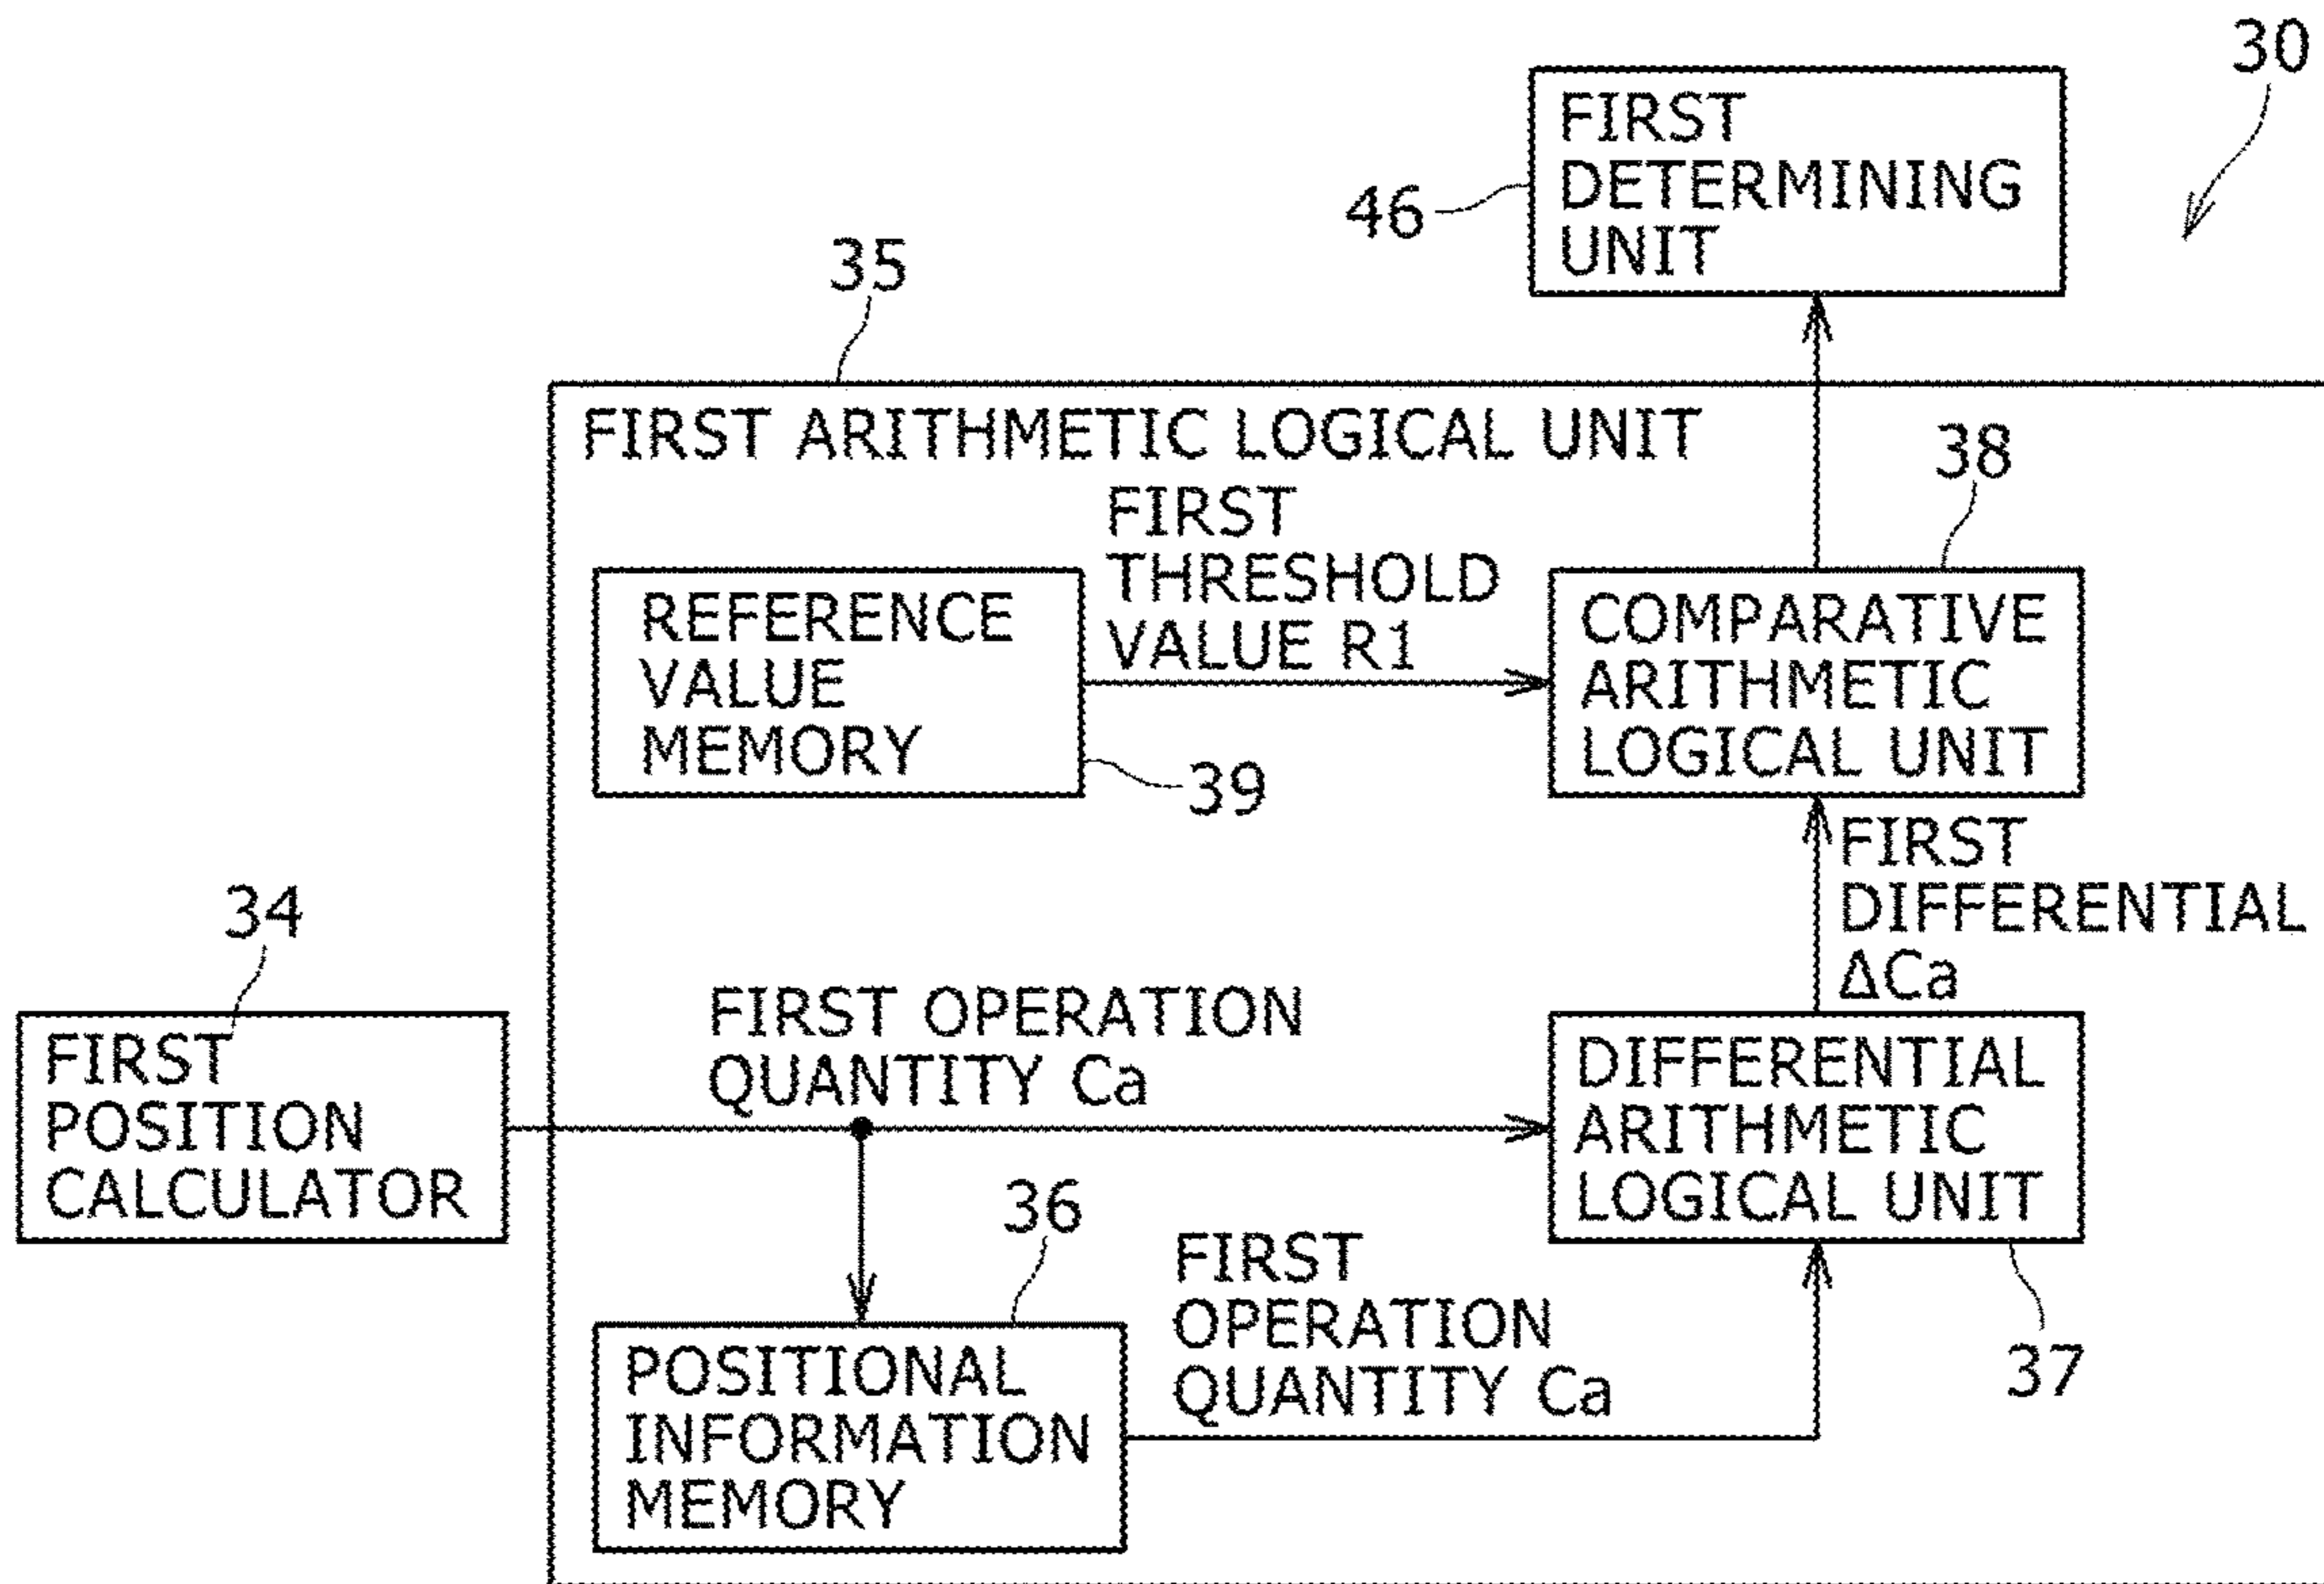 30
FIRST
DETERMINING
UNIT
46
35
FIRST ARITHMETIC LOGICAL UNIT
38
FIRST
THRESHOLD
VALUE R1
REFERENCE
VALUE
MEMORY
COMPARATIVE
ARITHMETIC
LOGICAL UNIT
39
FIRST
DIFFERENTIAL
ΔCa
34
FIRST
POSITION
CALCULATOR
FIRST OPERATION
QUANTITY Ca
DIFFERENTIAL
ARITHMETIC
LOGICAL UNIT
36
FIRST
OPERATION
QUANTITY Ca
37
POSITIONAL
INFORMATION
MEMORY